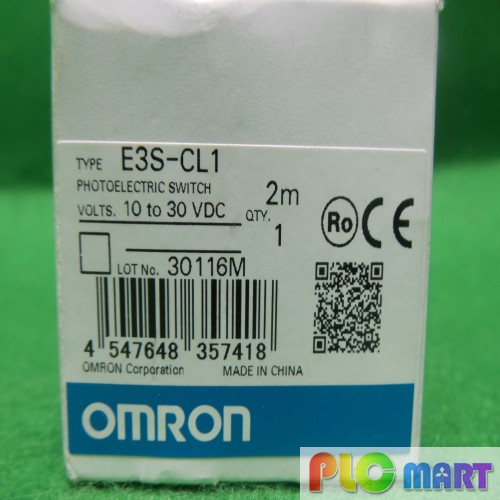 TYPE E3S-CL1
PHOTOELECTRIC SWITCH 2m
VOLTS. 10 to 30 VDC QTY. 1
Ro CE
LOT No. 30116M
4 547648 357418
OMRON Corporation MADE IN CHINA
OMRON
PLC MART